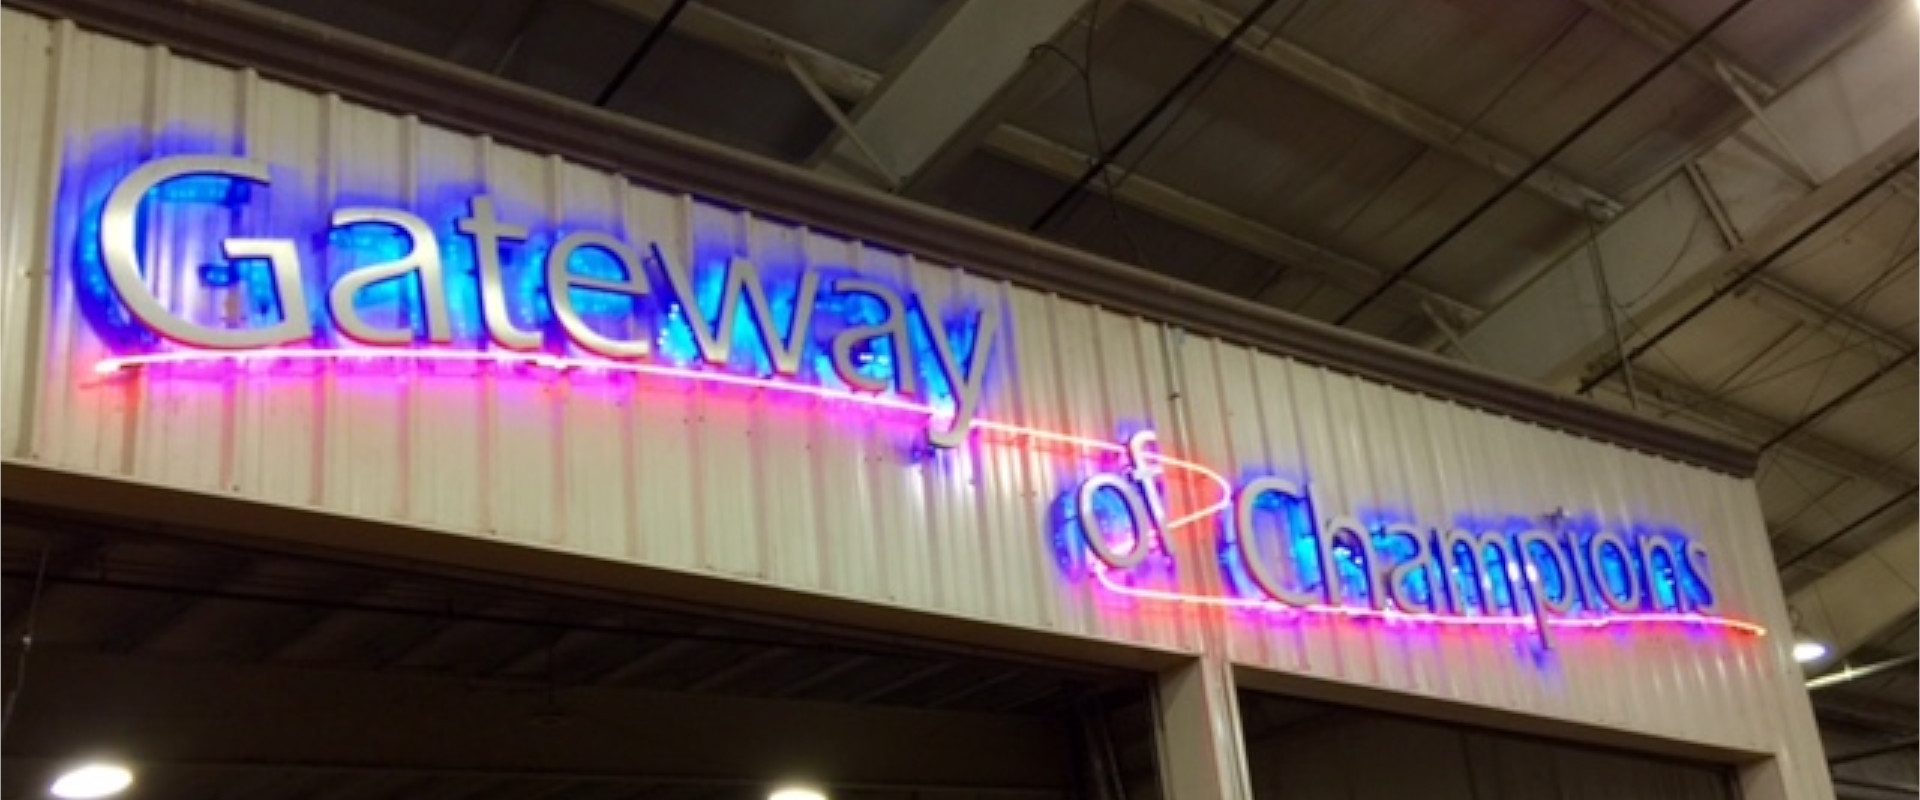 Gateway
of Champions